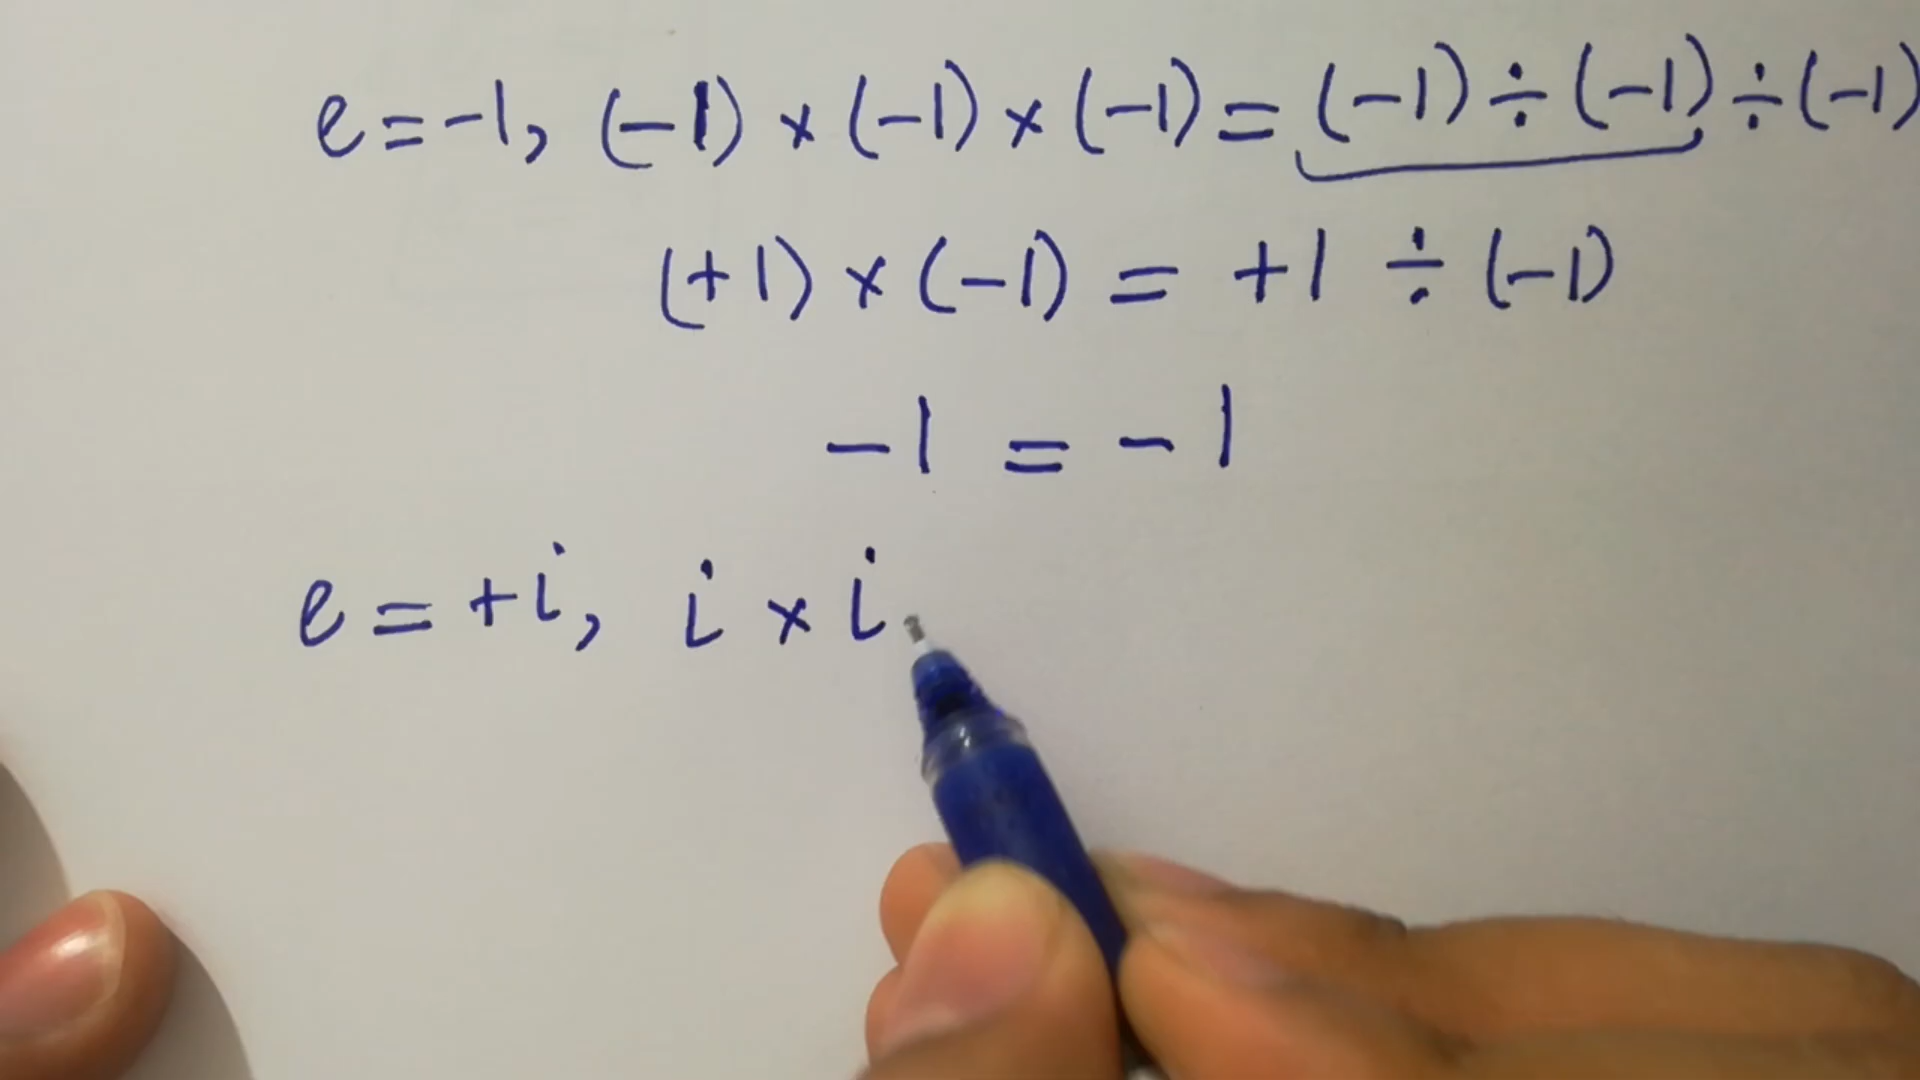 e = -1, (-1) × (-1) × (-1) = (-1) ÷ (-1) ÷ (-1)
(+1) × (-1) = +1 ÷ (-1)
-1 = -1
e = +i, i × i